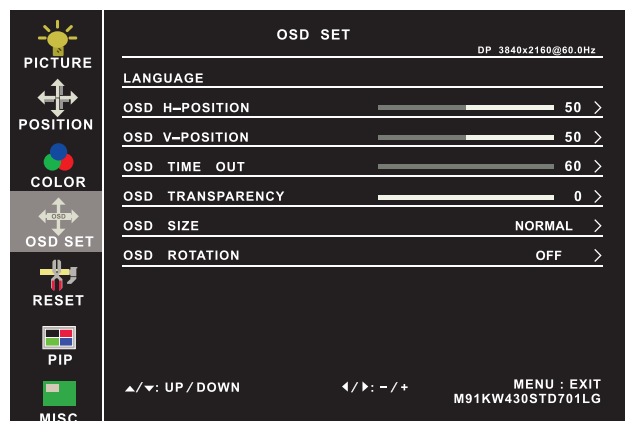 OSD SET
DP 3840x2160@60.0Hz
PICTURE
POSITION
COLOR
OSD
OSD SET
RESET
PIP
MISC
LANGUAGE
OSD H–POSITION 50 >
OSD V–POSITION 50 >
OSD TIME OUT 60 >
OSD TRANSPARENCY 0 >
OSD SIZE NORMAL >
OSD ROTATION OFF >
▲/▼: UP/DOWN ◀/▶: –/+ MENU : EXIT
M91KW430STD701LG